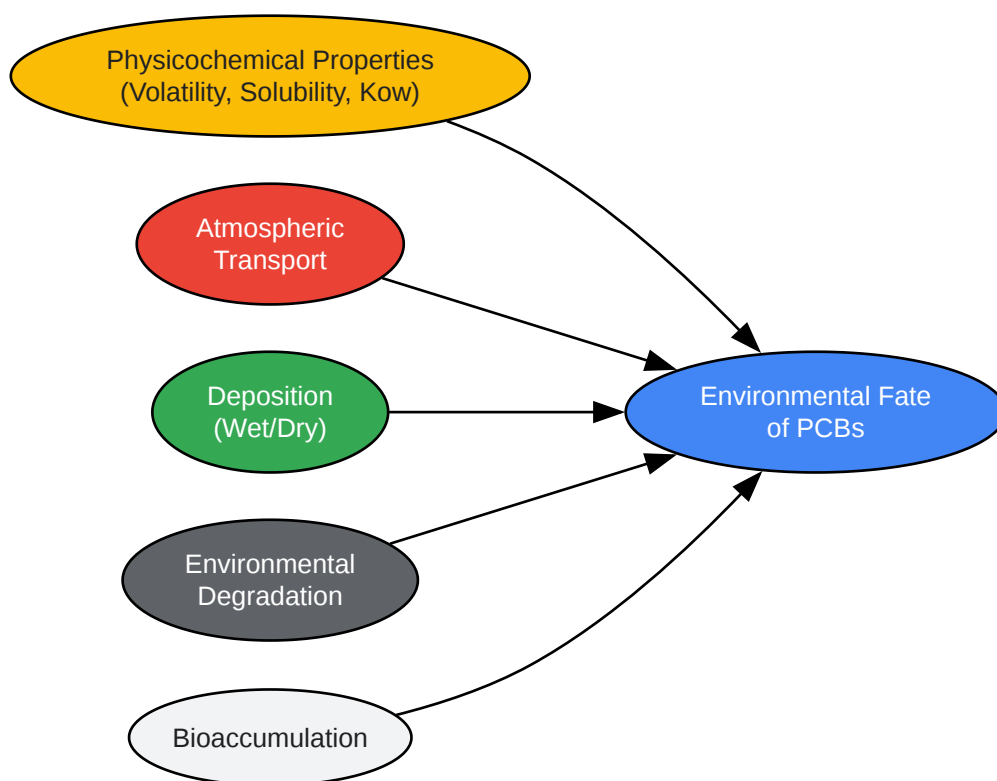 Physicochemical Properties
(Volatility, Solubility, Kow)
Atmospheric
Transport
Deposition
(Wet/Dry)
Environmental Fate
of PCBs
Environmental
Degradation
Bioaccumulation